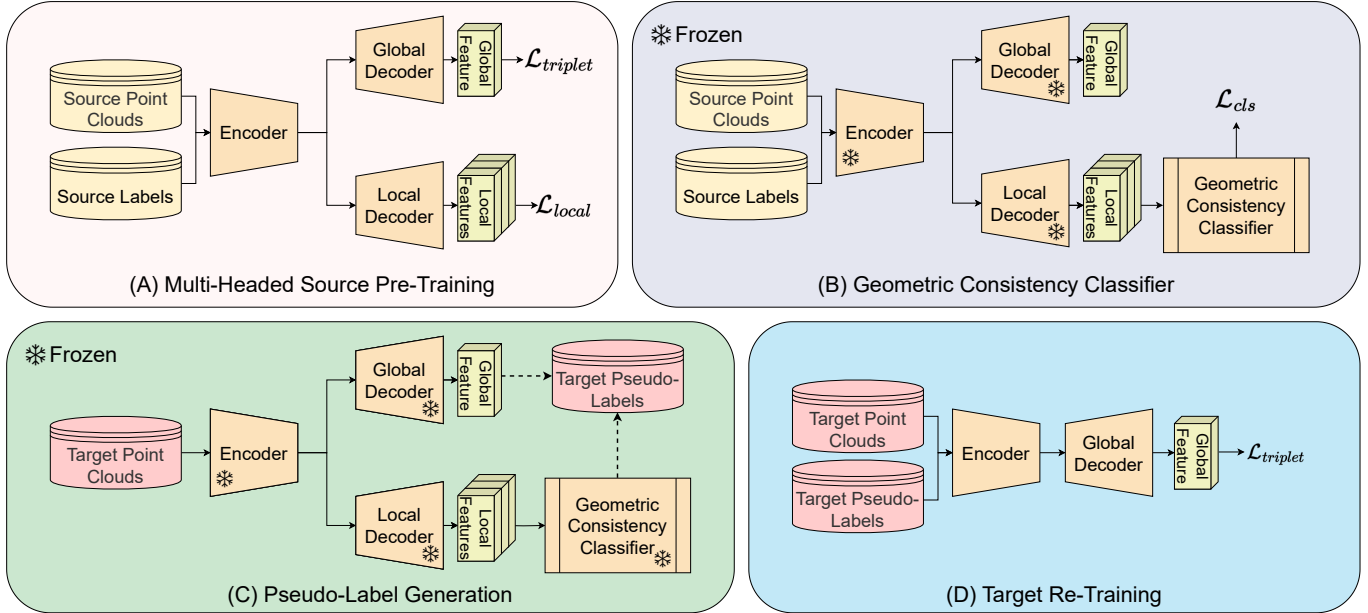 Source Point
Clouds
Source Labels
Encoder
Global
Decoder
Global
Feature
ℒtriplet
Local
Decoder
Local
Features
ℒlocal
(A) Multi-Headed Source Pre-Training
Frozen
Source Point
Clouds
Source Labels
Encoder
Global
Decoder
Global
Feature
Local
Decoder
Local
Features
ℒcls
Geometric
Consistency
Classifier
(B) Geometric Consistency Classifier
Frozen
Target Point
Clouds
Encoder
Global
Decoder
Global
Feature
Target Pseudo-
Labels
Local
Decoder
Local
Features
Geometric
Consistency
Classifier
(C) Pseudo-Label Generation
Target Point
Clouds
Target Pseudo-
Labels
Encoder
Global
Decoder
Global
Feature
ℒtriplet
(D) Target Re-Training